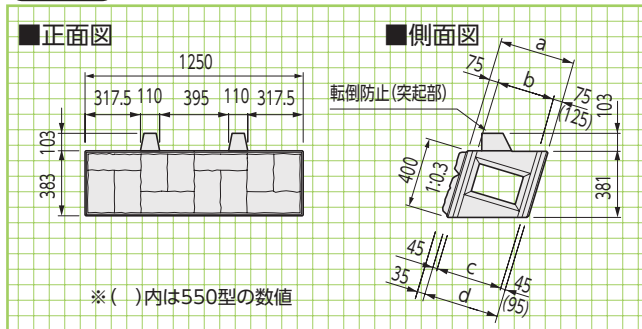 ■正面図
1250
317.5 110 395 110 317.5
103
383
※( )内は550型の数値
■側面図
a
75 b 75
(125)
転倒防止(突起部)
103
400
1:0.3
381
45 c 45
(95)
35 d